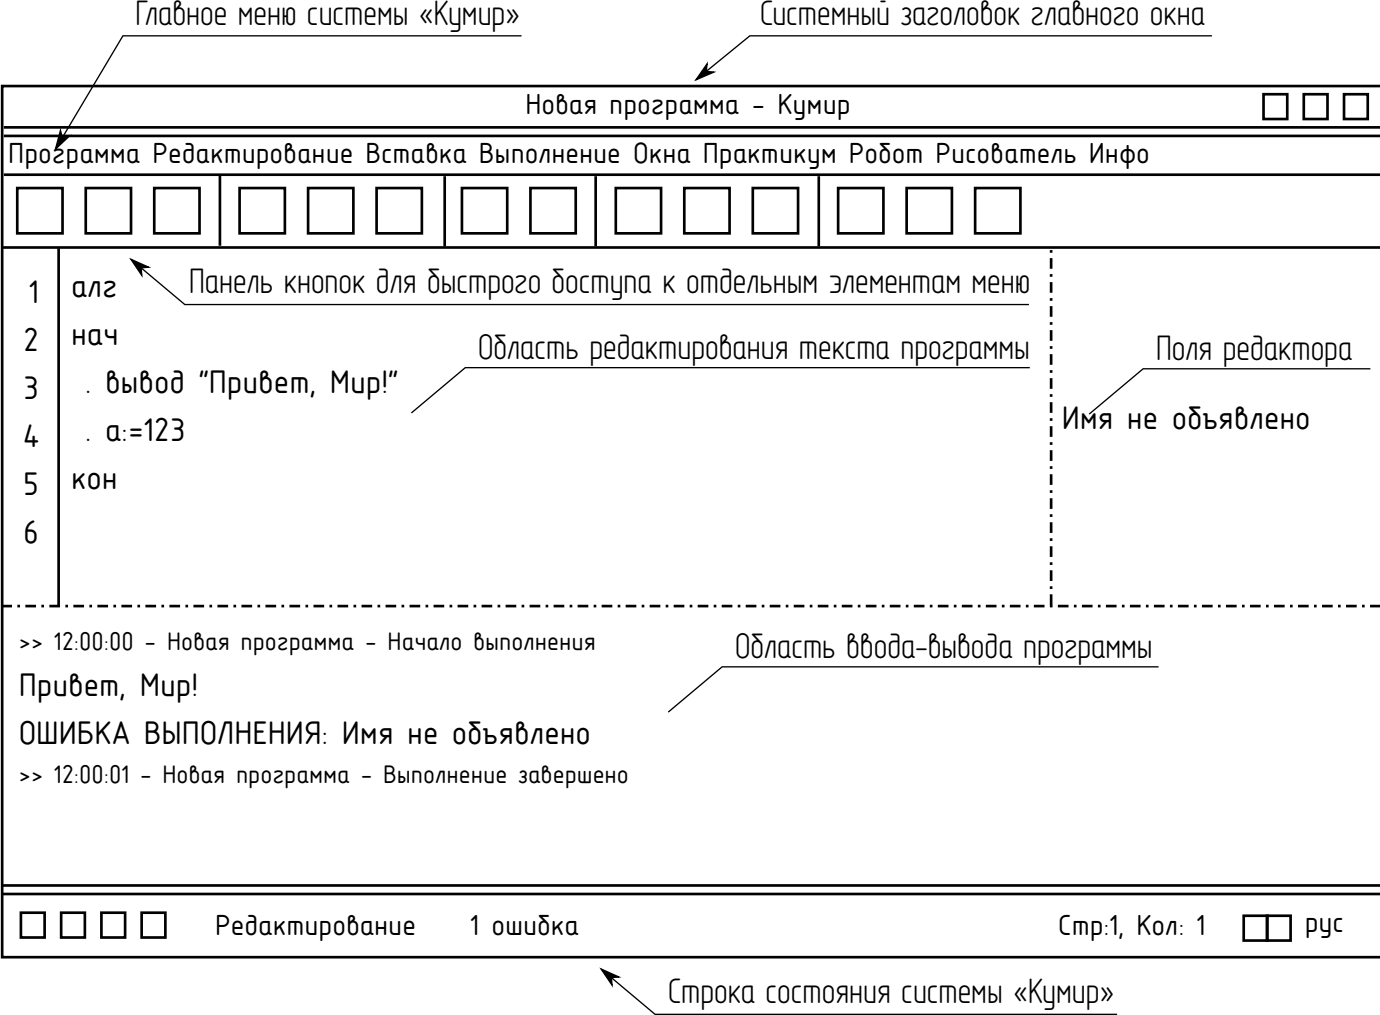 Главное меню системы «Кумир»
Системный заголовок главного окна
Новая программа - Кумир
Программа Редактирование Вставка Выполнение Окна Практикум Робот Рисователь Инфо
Панель кнопок для быстрого доступа к отдельным элементам меню
1 алг
2 нач
Область редактирования текста программы
Поля редактора
3 . вывод "Привет, Мир!"
4 . а:=123
Имя не объявлено
5 кон
6
>> 12:00:00 - Новая программа - Начало выполнения
Область ввода-вывода программы
Привет, Мир!
ОШИБКА ВЫПОЛНЕНИЯ: Имя не объявлено
>> 12:00:01 - Новая программа - Выполнение завершено
Редактирование 1 ошибка Стр:1, Кол: 1 рус
Строка состояния системы «Кумир»